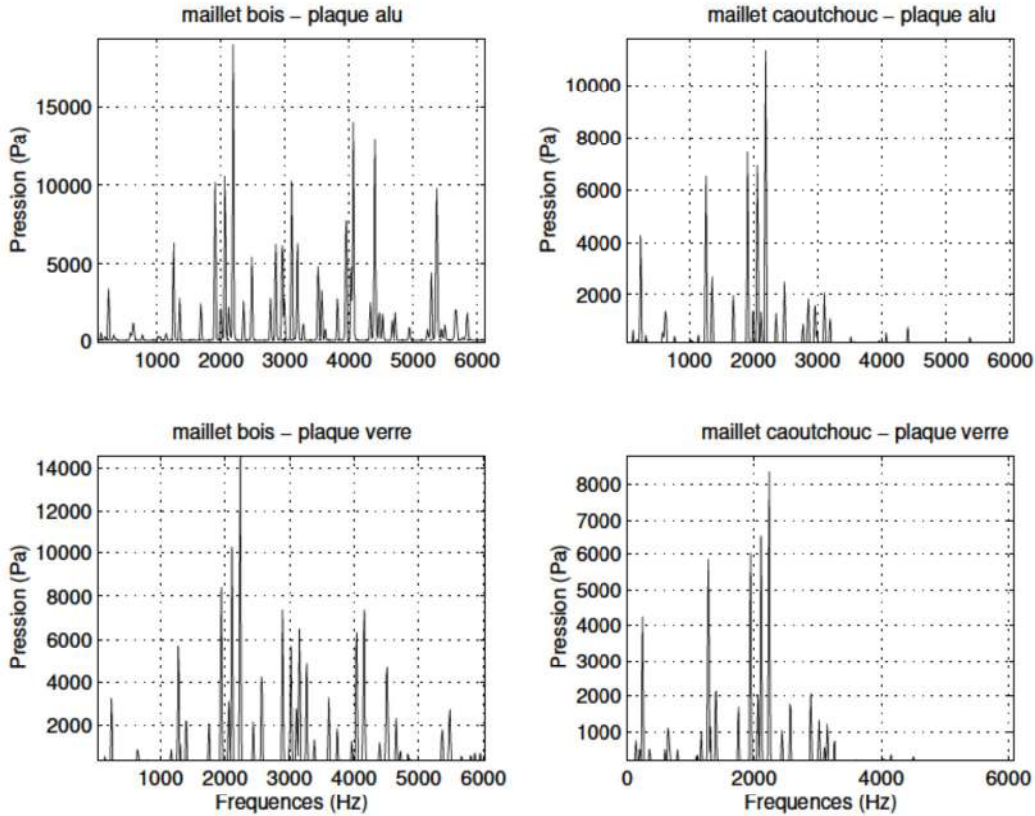 maillet bois – plaque alu
Pression (Pa)
15000
10000
5000
0
1000 2000 3000 4000 5000 6000
maillet caoutchouc – plaque alu
Pression (Pa)
10000
8000
6000
4000
2000
1000 2000 3000 4000 5000 6000
maillet bois – plaque verre
Pression (Pa)
14000
12000
10000
8000
6000
4000
2000
1000 2000 3000 4000 5000 6000
Frequences (Hz)
maillet caoutchouc – plaque verre
Pression (Pa)
8000
7000
6000
5000
4000
3000
2000
1000
0 2000 4000 6000
Frequences (Hz)